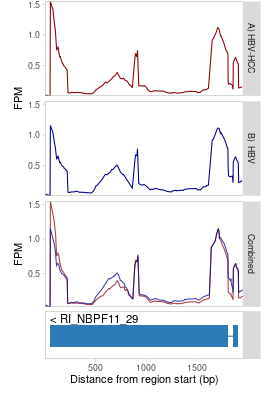 1.5
1.0
0.5
FPM
A) HBV-HCC
1.5
1.0
0.5
FPM
B) HBV
1.5
1.0
0.5
FPM
Combined
< RI_NBPF11_29
500 1000 1500
Distance from region start (bp)